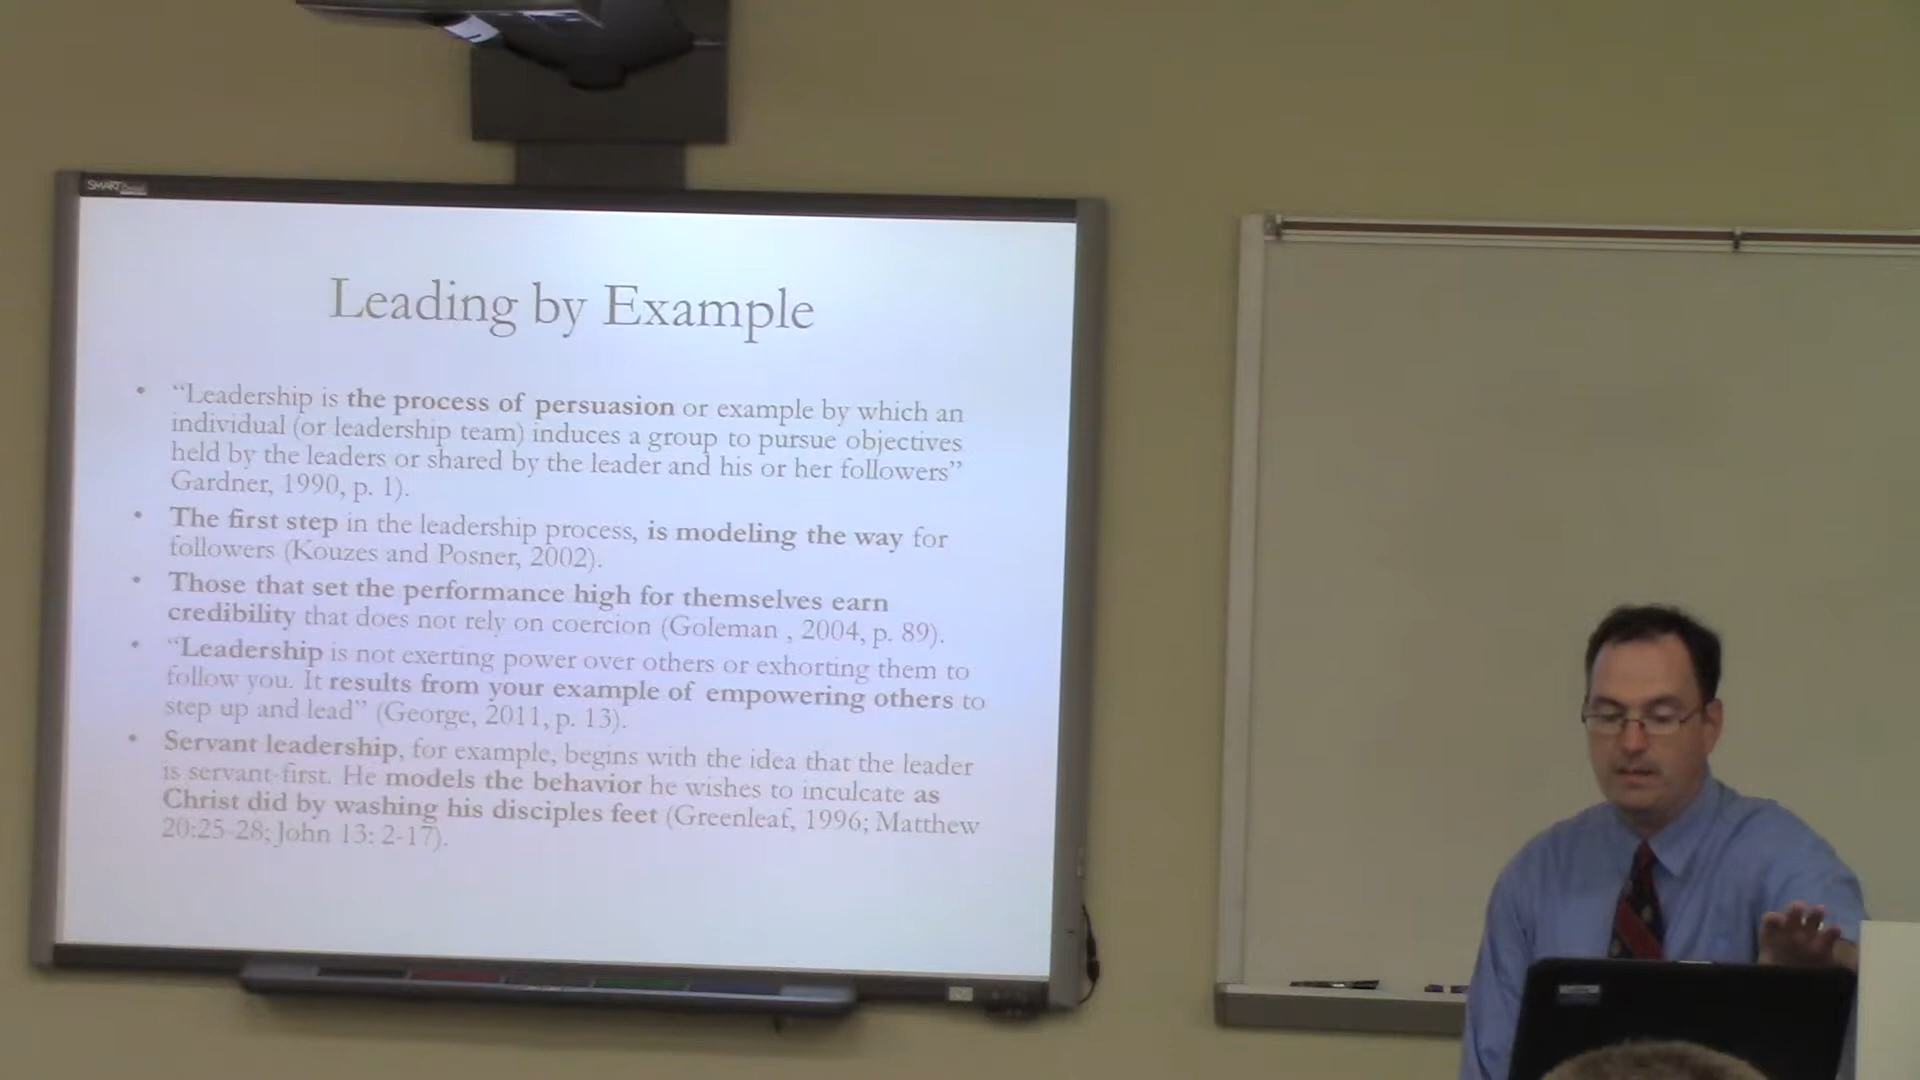 SMART
Leading by Example
• “Leadership is the process of persuasion or example by which an
individual (or leadership team) induces a group to pursue objectives
held by the leaders or shared by the leader and his or her followers”
Gardner, 1990, p. 1).
• The first step in the leadership process, is modeling the way for
followers (Kouzes and Posner, 2002).
• Those that set the performance high for themselves earn
credibility that does not rely on coercion (Goleman , 2004, p. 89).
• “Leadership is not exerting power over others or exhorting them to
follow you. It results from your example of empowering others to
step up and lead” (George, 2011, p. 13).
• Servant leadership, for example, begins with the idea that the leader
is servant-first. He models the behavior he wishes to inculcate as
Christ did by washing his disciples feet (Greenleaf, 1996; Matthew
20:25-28; John 13: 2-17).